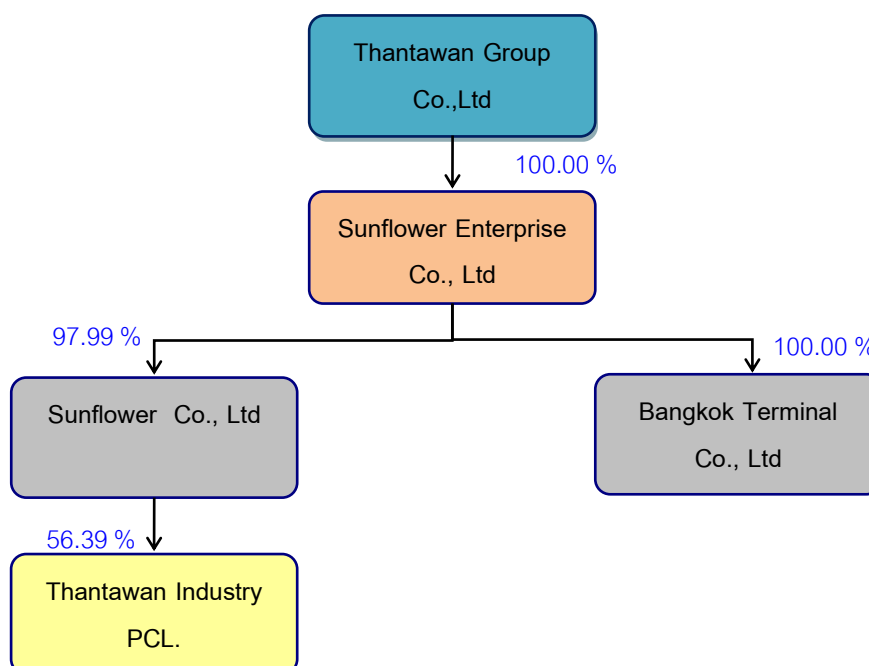 Thantawan Group
Co.,Ltd
100.00 %
Sunflower Enterprise
Co., Ltd
97.99 %
100.00 %
Sunflower Co., Ltd
Bangkok Terminal
Co., Ltd
56.39 %
Thantawan Industry
PCL.